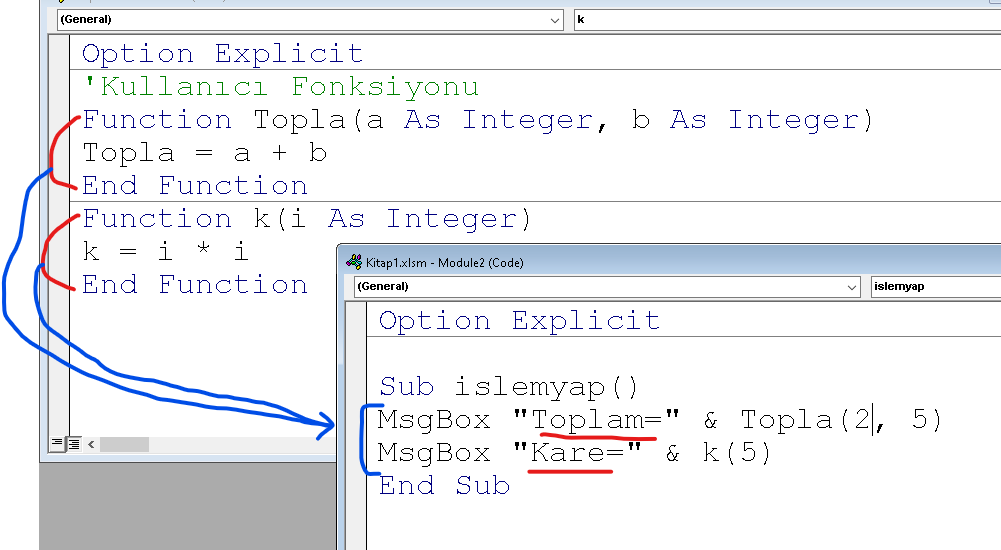 (General)
k
Option Explicit
'Kullanıcı Fonksiyonu
Function Topla(a As Integer, b As Integer)
Topla = a + b
End Function
Function k(i As Integer)
k = i * i
End Function
Kitap1.xlsm - Module2 (Code)
(General)
islemyap
Option Explicit
Sub islemyap()
MsgBox "Toplam=" & Topla(2, 5)
MsgBox "Kare=" & k(5)
End Sub